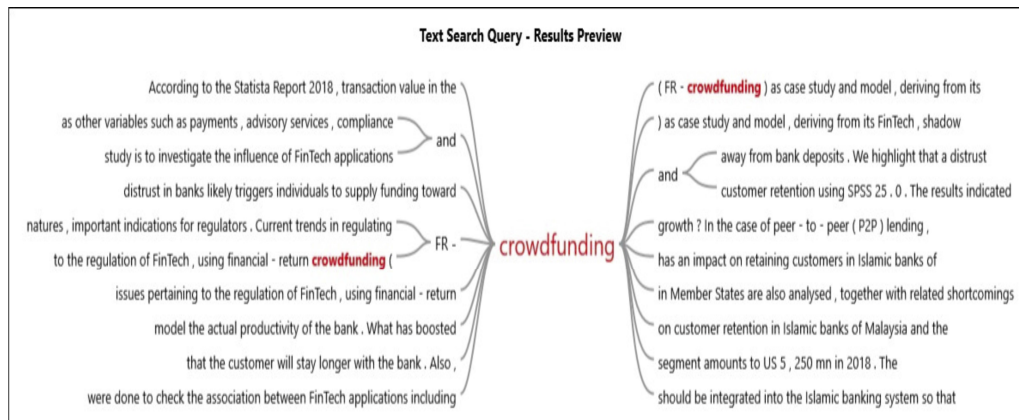 Text Search Query - Results Preview
According to the Statista Report 2018 , transaction value in the
as other variables such as payments , advisory services , compliance
and
study is to investigate the influence of FinTech applications
distrust in banks likely triggers individuals to supply funding toward
natures , important indications for regulators . Current trends in regulating
FR -
to the regulation of FinTech , using financial - return crowdfunding (
issues pertaining to the regulation of FinTech , using financial - return
model the actual productivity of the bank . What has boosted
that the customer will stay longer with the bank . Also ,
were done to check the association between FinTech applications including
crowdfunding
( FR - crowdfunding ) as case study and model , deriving from its
) as case study and model , deriving from its FinTech , shadow
and
away from bank deposits . We highlight that a distrust
customer retention using SPSS 25 . 0 . The results indicated
growth ? In the case of peer - to - peer ( P2P ) lending ,
has an impact on retaining customers in Islamic banks of
in Member States are also analysed , together with related shortcomings
on customer retention in Islamic banks of Malaysia and the
segment amounts to US 5 , 250 mn in 2018 . The
should be integrated into the Islamic banking system so that